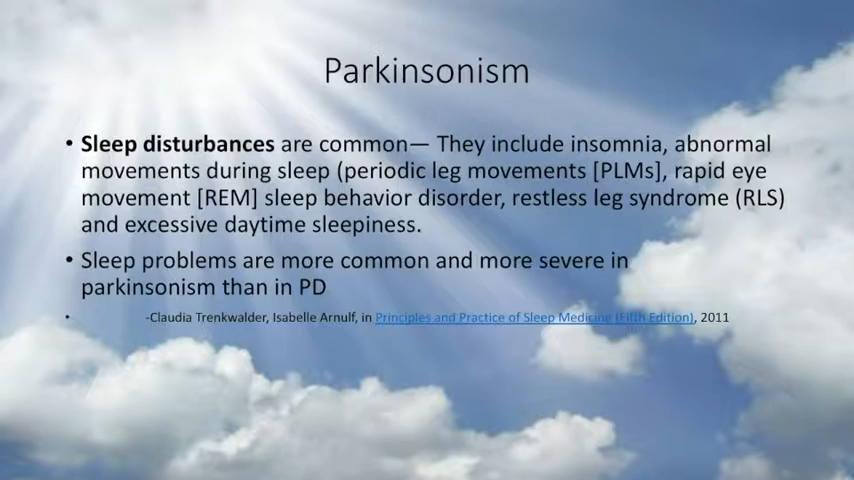 Parkinsonism
• Sleep disturbances are common— They include insomnia, abnormal
movements during sleep (periodic leg movements [PLMs], rapid eye
movement [REM] sleep behavior disorder, restless leg syndrome (RLS)
and excessive daytime sleepiness.
• Sleep problems are more common and more severe in
parkinsonism than in PD
• -Claudia Trenkwalder, Isabelle Arnulf, in Principles and Practice of Sleep Medicine (Fifth Edition), 2011